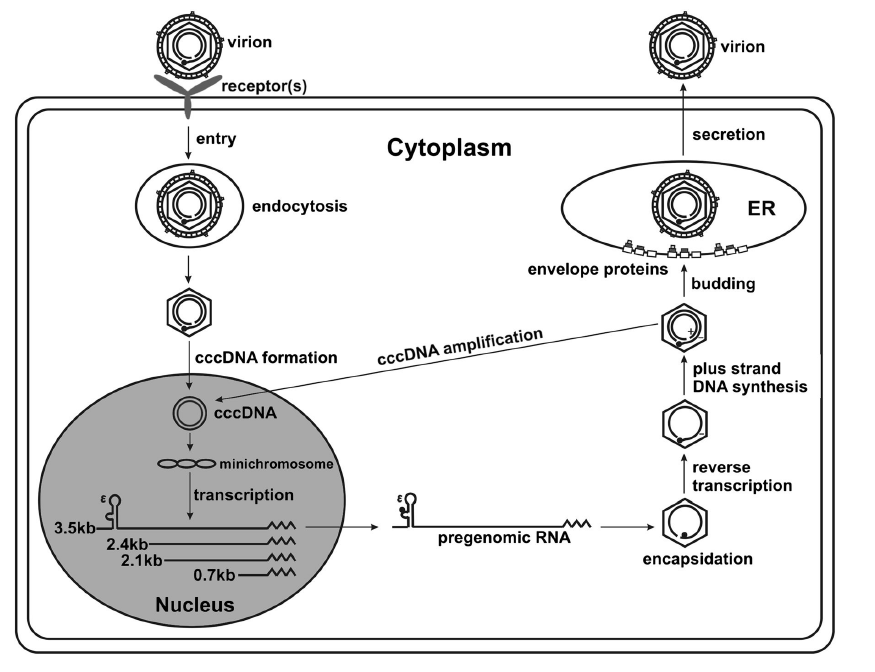 virion
virion
receptor(s)
entry
Cytoplasm
secretion
endocytosis
ER
envelope proteins
budding
cccDNA formation
cccDNA amplification
+
-
plus strand
DNA synthesis
cccDNA
-
minichromosome
reverse
transcription
transcription
ε
ε
3.5kb
pregenomic RNA
2.4kb
2.1kb
encapsidation
0.7kb
Nucleus